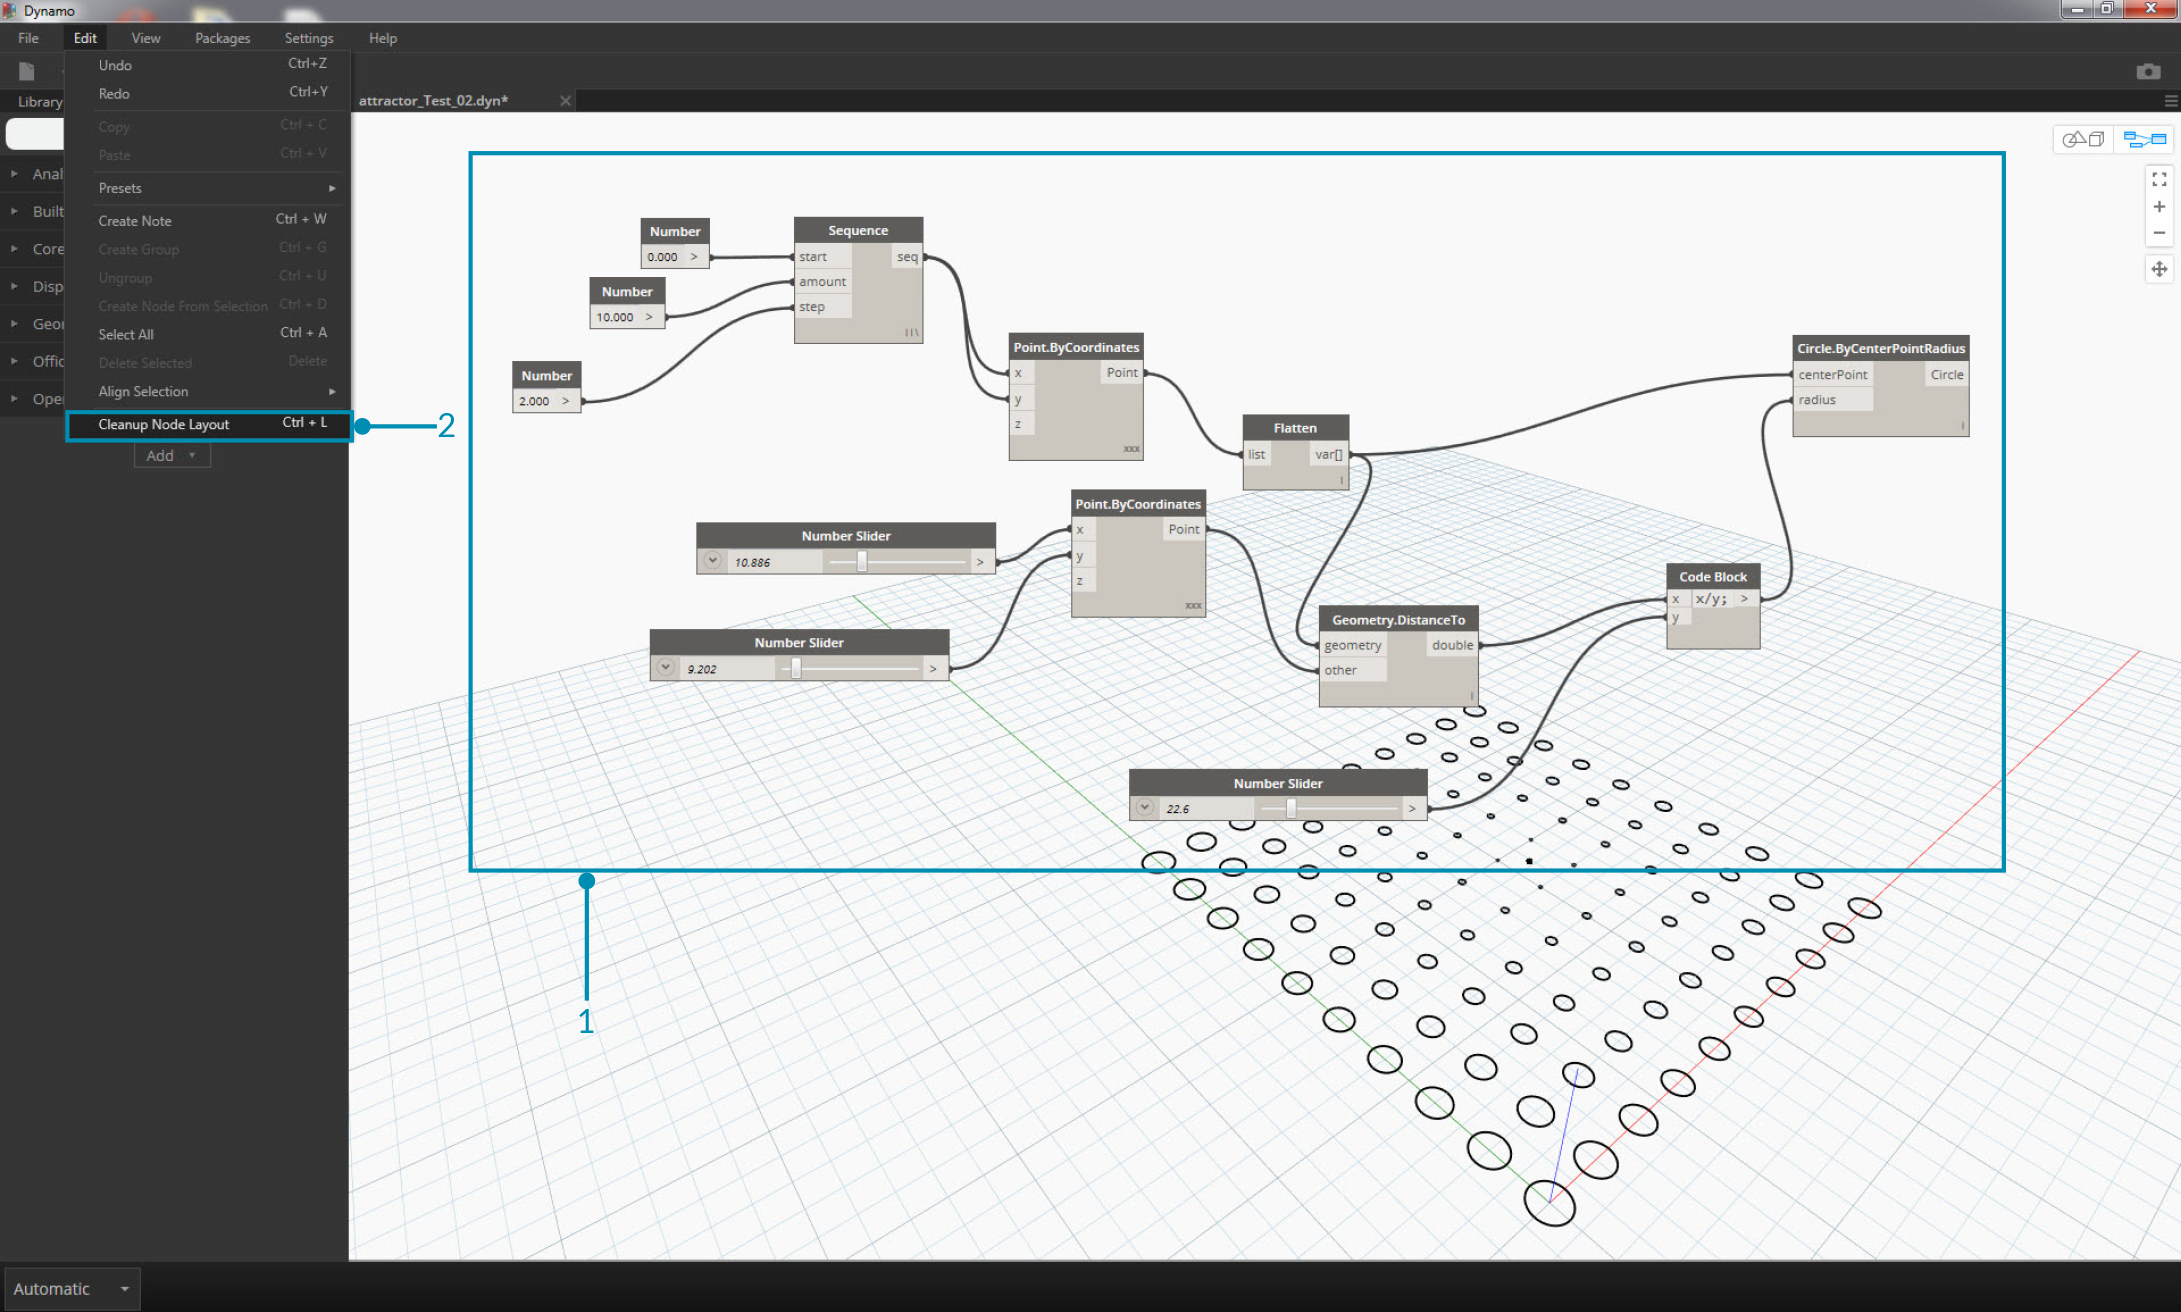 Dynamo
File Edit View Packages Settings Help
Undo Ctrl+Z
Redo Ctrl+Y
Copy Ctrl + C
Paste Ctrl + V
Presets
Create Note Ctrl + W
Create Group Ctrl + G
Ungroup Ctrl + U
Create Node From Selection Ctrl + D
Select All Ctrl + A
Delete Selected Delete
Align Selection
Cleanup Node Layout Ctrl + L
2
Library
Anal
Built
Core
Disp
Geor
Offic
Oper
Add
attractor_Test_02.dyn*
Number
0.000 >
Number
10.000 >
Number
2.000 >
Sequence
start seq
amount
step
Point.ByCoordinates
x Point
y
z
xxx
Flatten
list var[]
Circle.ByCenterPointRadius
centerPoint Circle
radius
Number Slider
10.886 >
Number Slider
9.202 >
Point.ByCoordinates
x Point
y
z
xxx
Geometry.DistanceTo
geometry double
other
Code Block
x x/y; >
y
Number Slider
22.6 >
1
Automatic